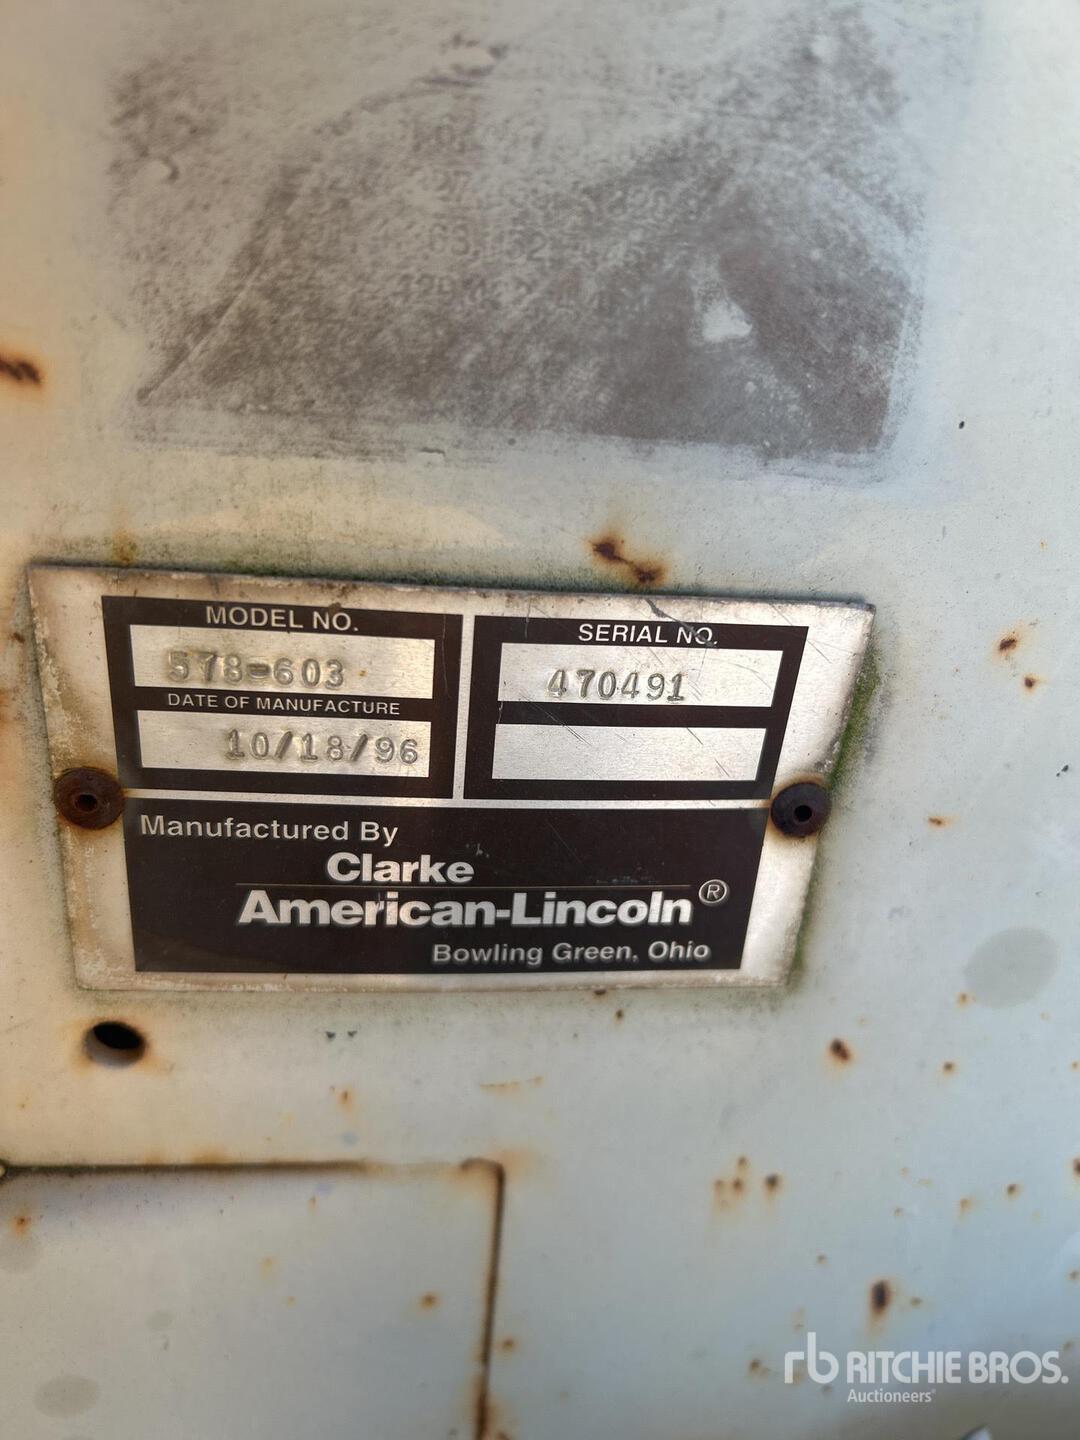 MODEL NO.
578-603
DATE OF MANUFACTURE
10/18/96
SERIAL NO.
470491
Manufactured By
Clarke
American-Lincoln®
Bowling Green, Ohio
rb RITCHIE BROS.
Auctioneers